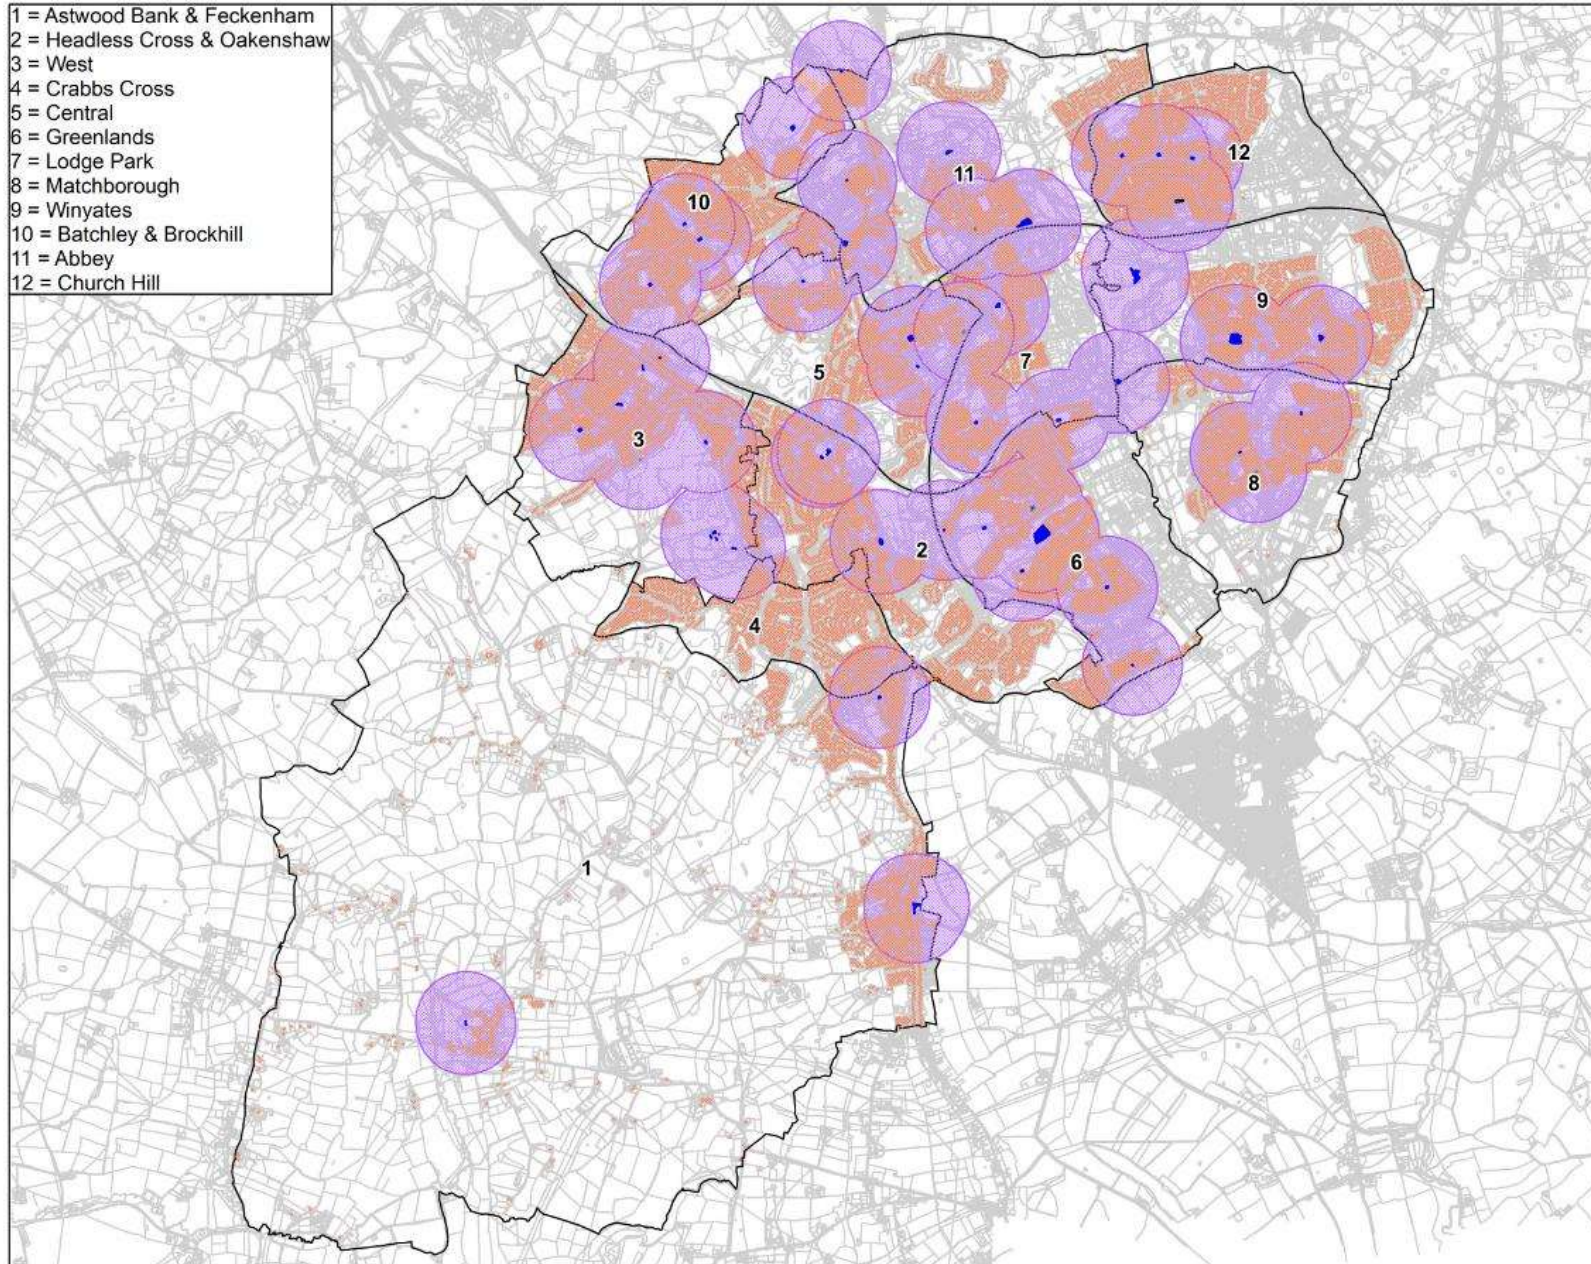 1 = Astwood Bank & Feckenham
2 = Headless Cross & Oakenshaw
3 = West
4 = Crabbs Cross
5 = Central
6 = Greenlands
7 = Lodge Park
8 = Matchborough
9 = Winyates
10 = Batchley & Brockhill
11 = Abbey
12 = Church Hill
12
11
10
9
7
5
3
8
2
6
4
1